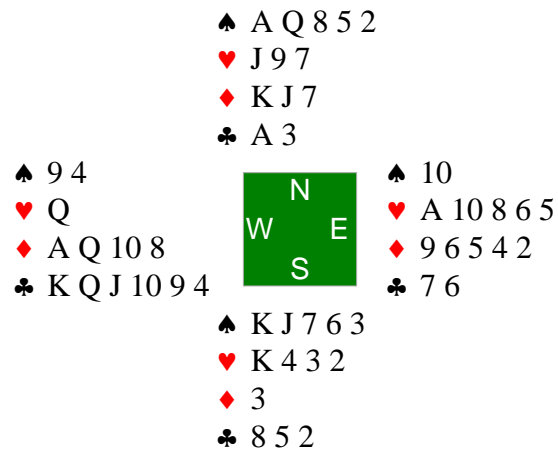 ♠ A Q 8 5 2
♥ J 9 7
♦ K J 7
♣ A 3
♠ 9 4
♥ Q
♦ A Q 10 8
♣ K Q J 10 9 4
N
W E
S
♠ 10
♥ A 10 8 6 5
♦ 9 6 5 4 2
♣ 7 6
♠ K J 7 6 3
♥ K 4 3 2
♦ 3
♣ 8 5 2